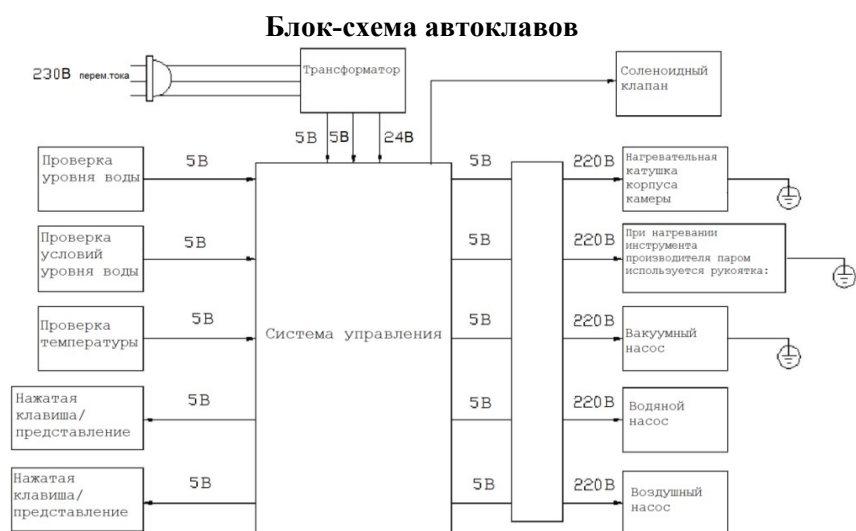 Блок-схема автоклавов
230В перем.тока
Трансформатор
Соленоидный
клапан
5В 5В 24В
Проверка
уровня воды
5В
5В
220В
Нагревательная
катушка
корпуса
камеры
Проверка
условий
уровня воды
5В
5В
220В
При нагревании
инструмента
производителя паром
используется рукоятка:
Проверка
температуры
5В
Система управления
5В
220В
Вакуумный
насос
Нажатая
клавиша/
представление
5В
5В
220В
Водяной
насос
Нажатая
клавиша/
представление
5В
5В
220В
Воздушный
насос